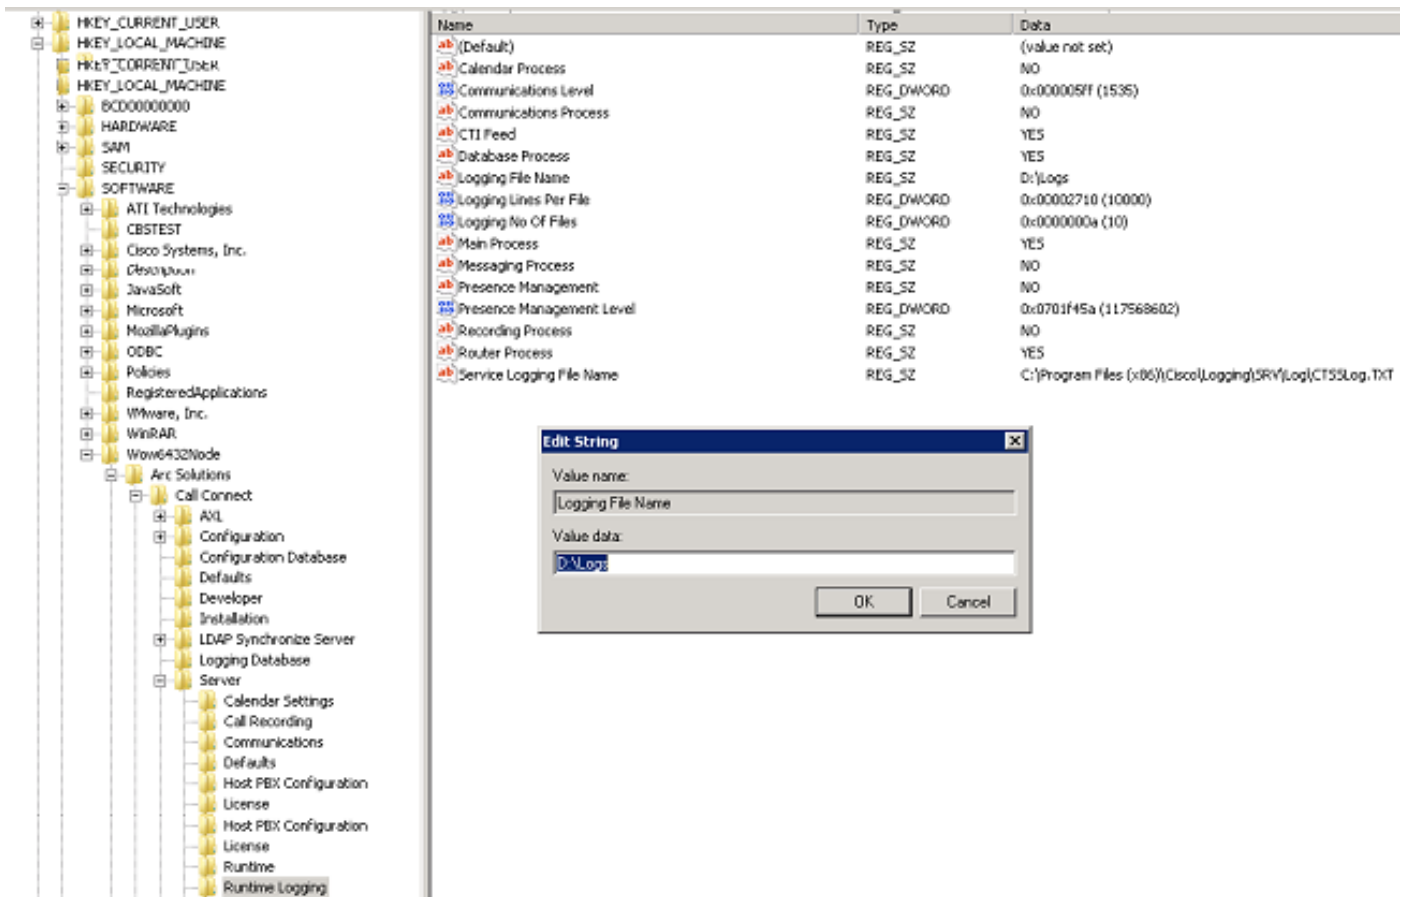 HKEY_CURRENT_USER
HKEY_LOCAL_MACHINE
HKEY_CURRENT_USER
HKEY_LOCAL_MACHINE
BCD00000000
HARDWARE
SAM
SECURITY
SOFTWARE
ATI Technologies
CBSTEST
Cisco Systems, Inc.
Description
JavaSoft
Microsoft
MozillaPlugins
ODBC
Policies
RegisteredApplications
VMware, Inc.
WinRAR
Wow6432Node
Arc Solutions
Call Connect
AXL
Configuration
Configuration Database
Defaults
Developer
Installation
LDAP Synchronize Server
Logging Database
Server
Calendar Settings
Call Recording
Communications
Defaults
Host PBX Configuration
License
Host PBX Configuration
License
Runtime
Runtime Logging
Name Type Data
(Default) REG_SZ (value not set)
Calendar Process REG_SZ NO
Communications Level REG_DWORD 0x000005ff (1535)
Communications Process REG_SZ NO
CTI Feed REG_SZ YES
Database Process REG_SZ YES
Logging File Name REG_SZ D:\Logs
Logging Lines Per File REG_DWORD 0x00002710 (10000)
Logging No Of Files REG_DWORD 0x0000000a (10)
Main Process REG_SZ YES
Messaging Process REG_SZ NO
Presence Management REG_SZ NO
Presence Management Level REG_DWORD 0x0701f45a (117568602)
Recording Process REG_SZ NO
Router Process REG_SZ YES
Service Logging File Name REG_SZ C:\Program Files (x86)\Cisco\Logging\SRV\Log\CTSSLog.TXT
Edit String
Value name:
Logging File Name
Value data:
D:\Logs
OK Cancel